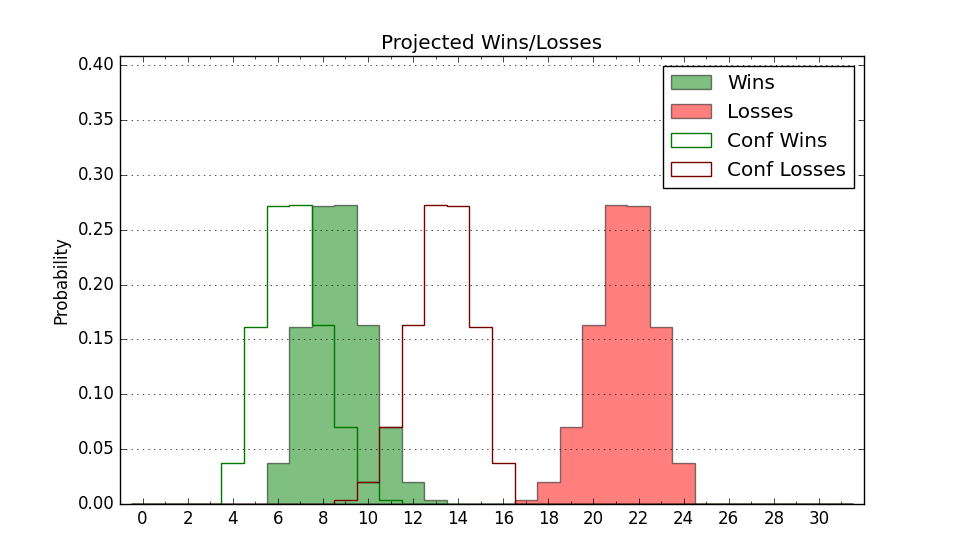 Projected Wins/Losses
0.40
0.35
0.30
0.25
0.20
0.15
0.10
0.05
0.00
Probability
Wins
Losses
Conf Wins
Conf Losses
0 2 4 6 8 10 12 14 16 18 20 22 24 26 28 30